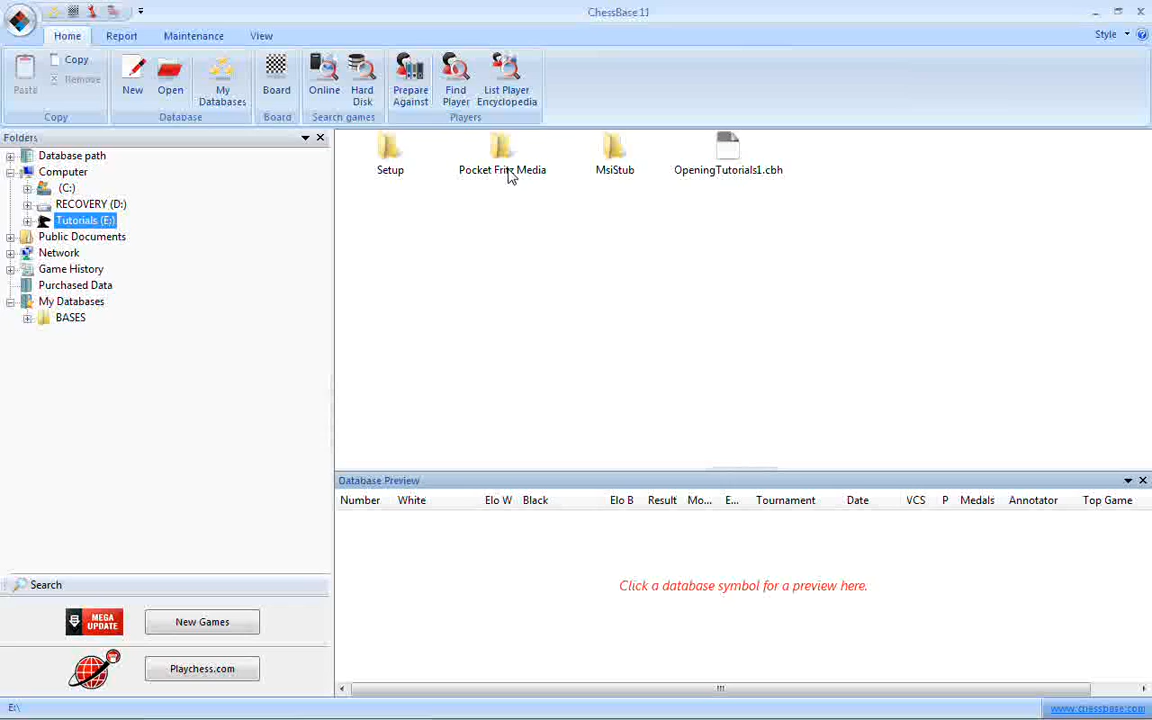 ChessBase 11
Home Report Maintenance View Style
Paste Copy Remove New Open My Databases Board Online Hard Disk Prepare Against Find Player List Player Encyclopedia
Copy Database Board Search games Players
Folders
Database path
Computer
(C:)
RECOVERY (D:)
Tutorials (E:)
Public Documents
Network
Game History
Purchased Data
My Databases
BASES
Setup Pocket Fritz Media MsiStub OpeningTutorials1.cbh
Database Preview
Number White Elo W Black Elo B Result Mo... E... Tournament Date VCS P Medals Annotator Top Game
Click a database symbol for a preview here.
Search
MEGA UPDATE New Games
Playchess.com
E:\ www.chessbase.com